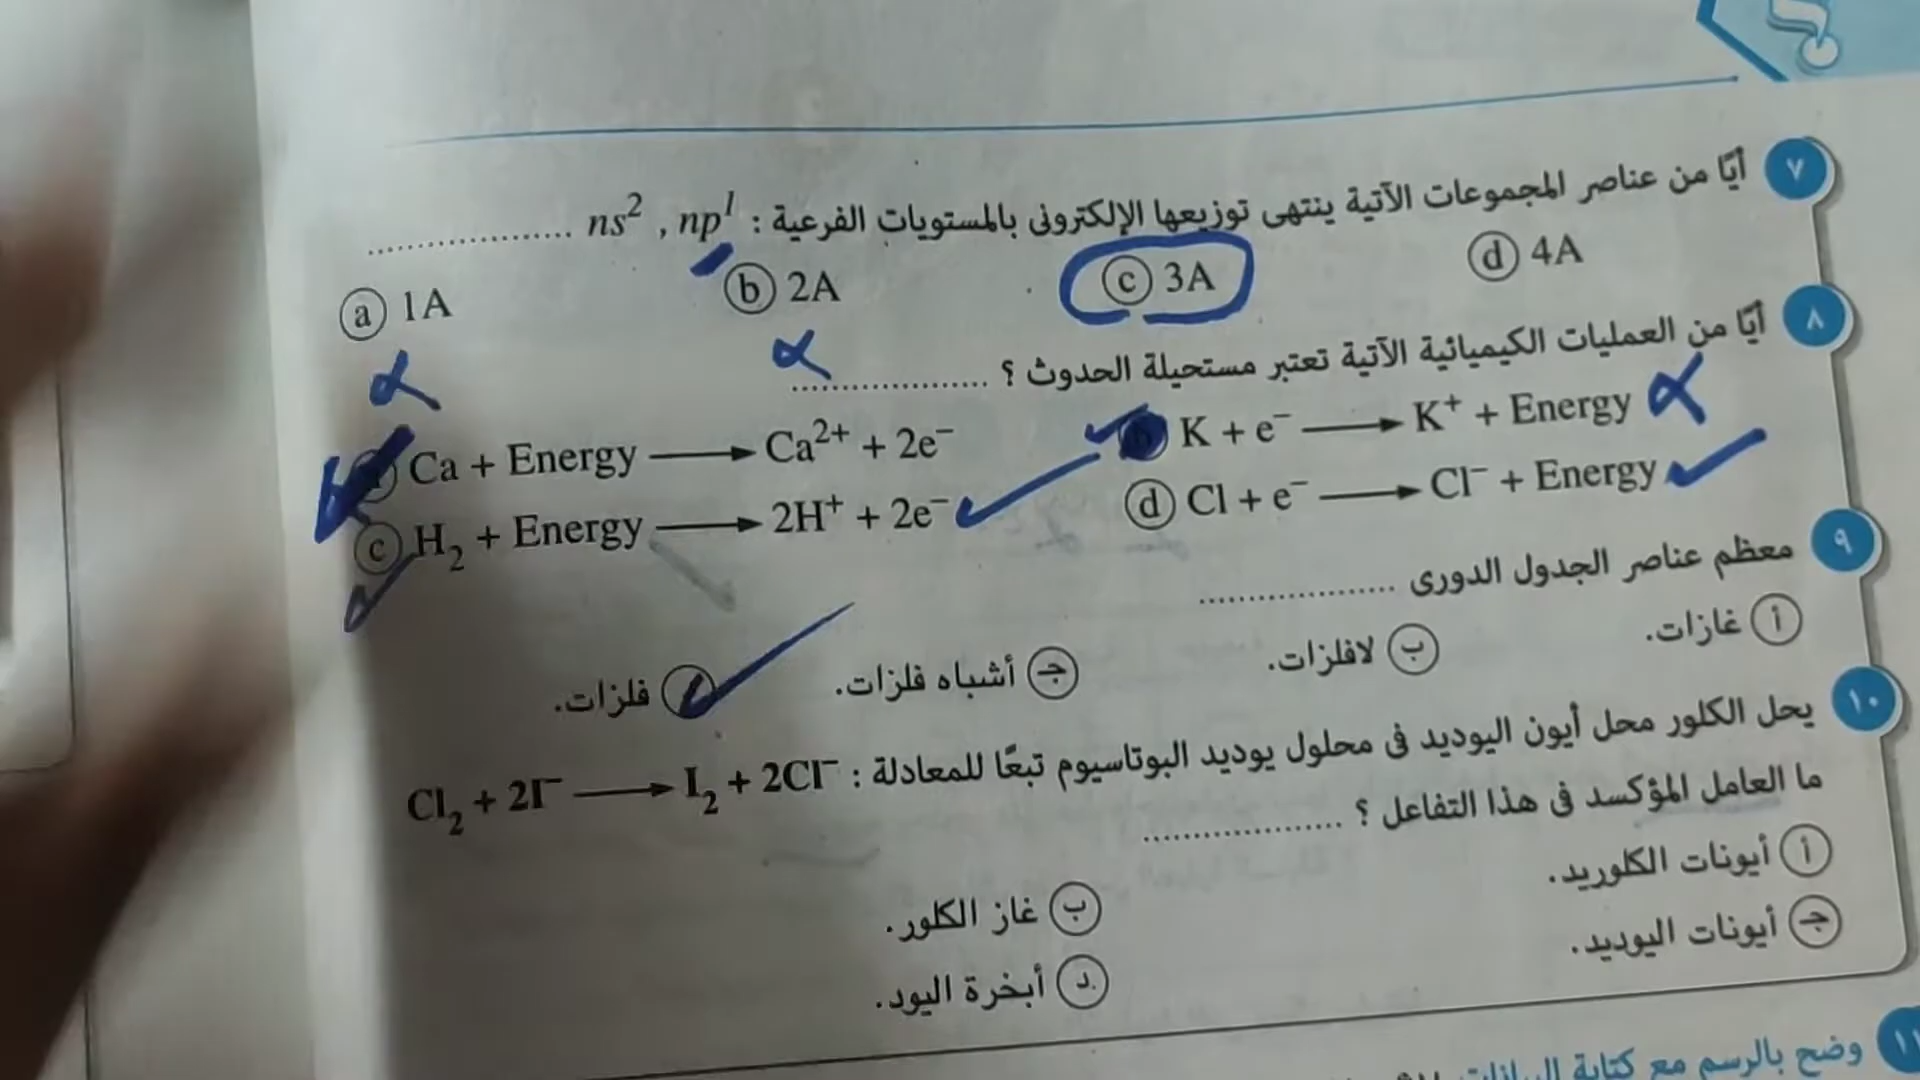 ٧ أيًا من عناصر المجموعات الآتية ينتهى توزيعها الإلكترونى بالمستويات الفرعية : ns², np¹ ....................
a 1A b 2A c 3A d 4A
٨ أيًا من العمليات الكيميائية الآتية تعتبر مستحيلة الحدوث ؟ ....................
Ca + Energy ⟶ Ca²⁺ + 2e⁻ b K + e⁻ ⟶ K⁺ + Energy
c H₂ + Energy ⟶ 2H⁺ + 2e⁻ d Cl + e⁻ ⟶ Cl⁻ + Energy
٩ معظم عناصر الجدول الدورى ....................
أ غازات. ب لافلزات. ج أشباه فلزات. فلزات.
١٠ يحل الكلور محل أيون اليوديد فى محلول يوديد البوتاسيوم تبعًا للمعادلة : Cl₂ + 2I⁻ ⟶ I₂ + 2Cl⁻
ما العامل المؤكسد فى هذا التفاعل ؟ ....................
أ أيونات الكلوريد. ب غاز الكلور.
ج أيونات اليوديد. د أبخرة اليود.
١١ وضح بالرسم مع كتابة البيانات